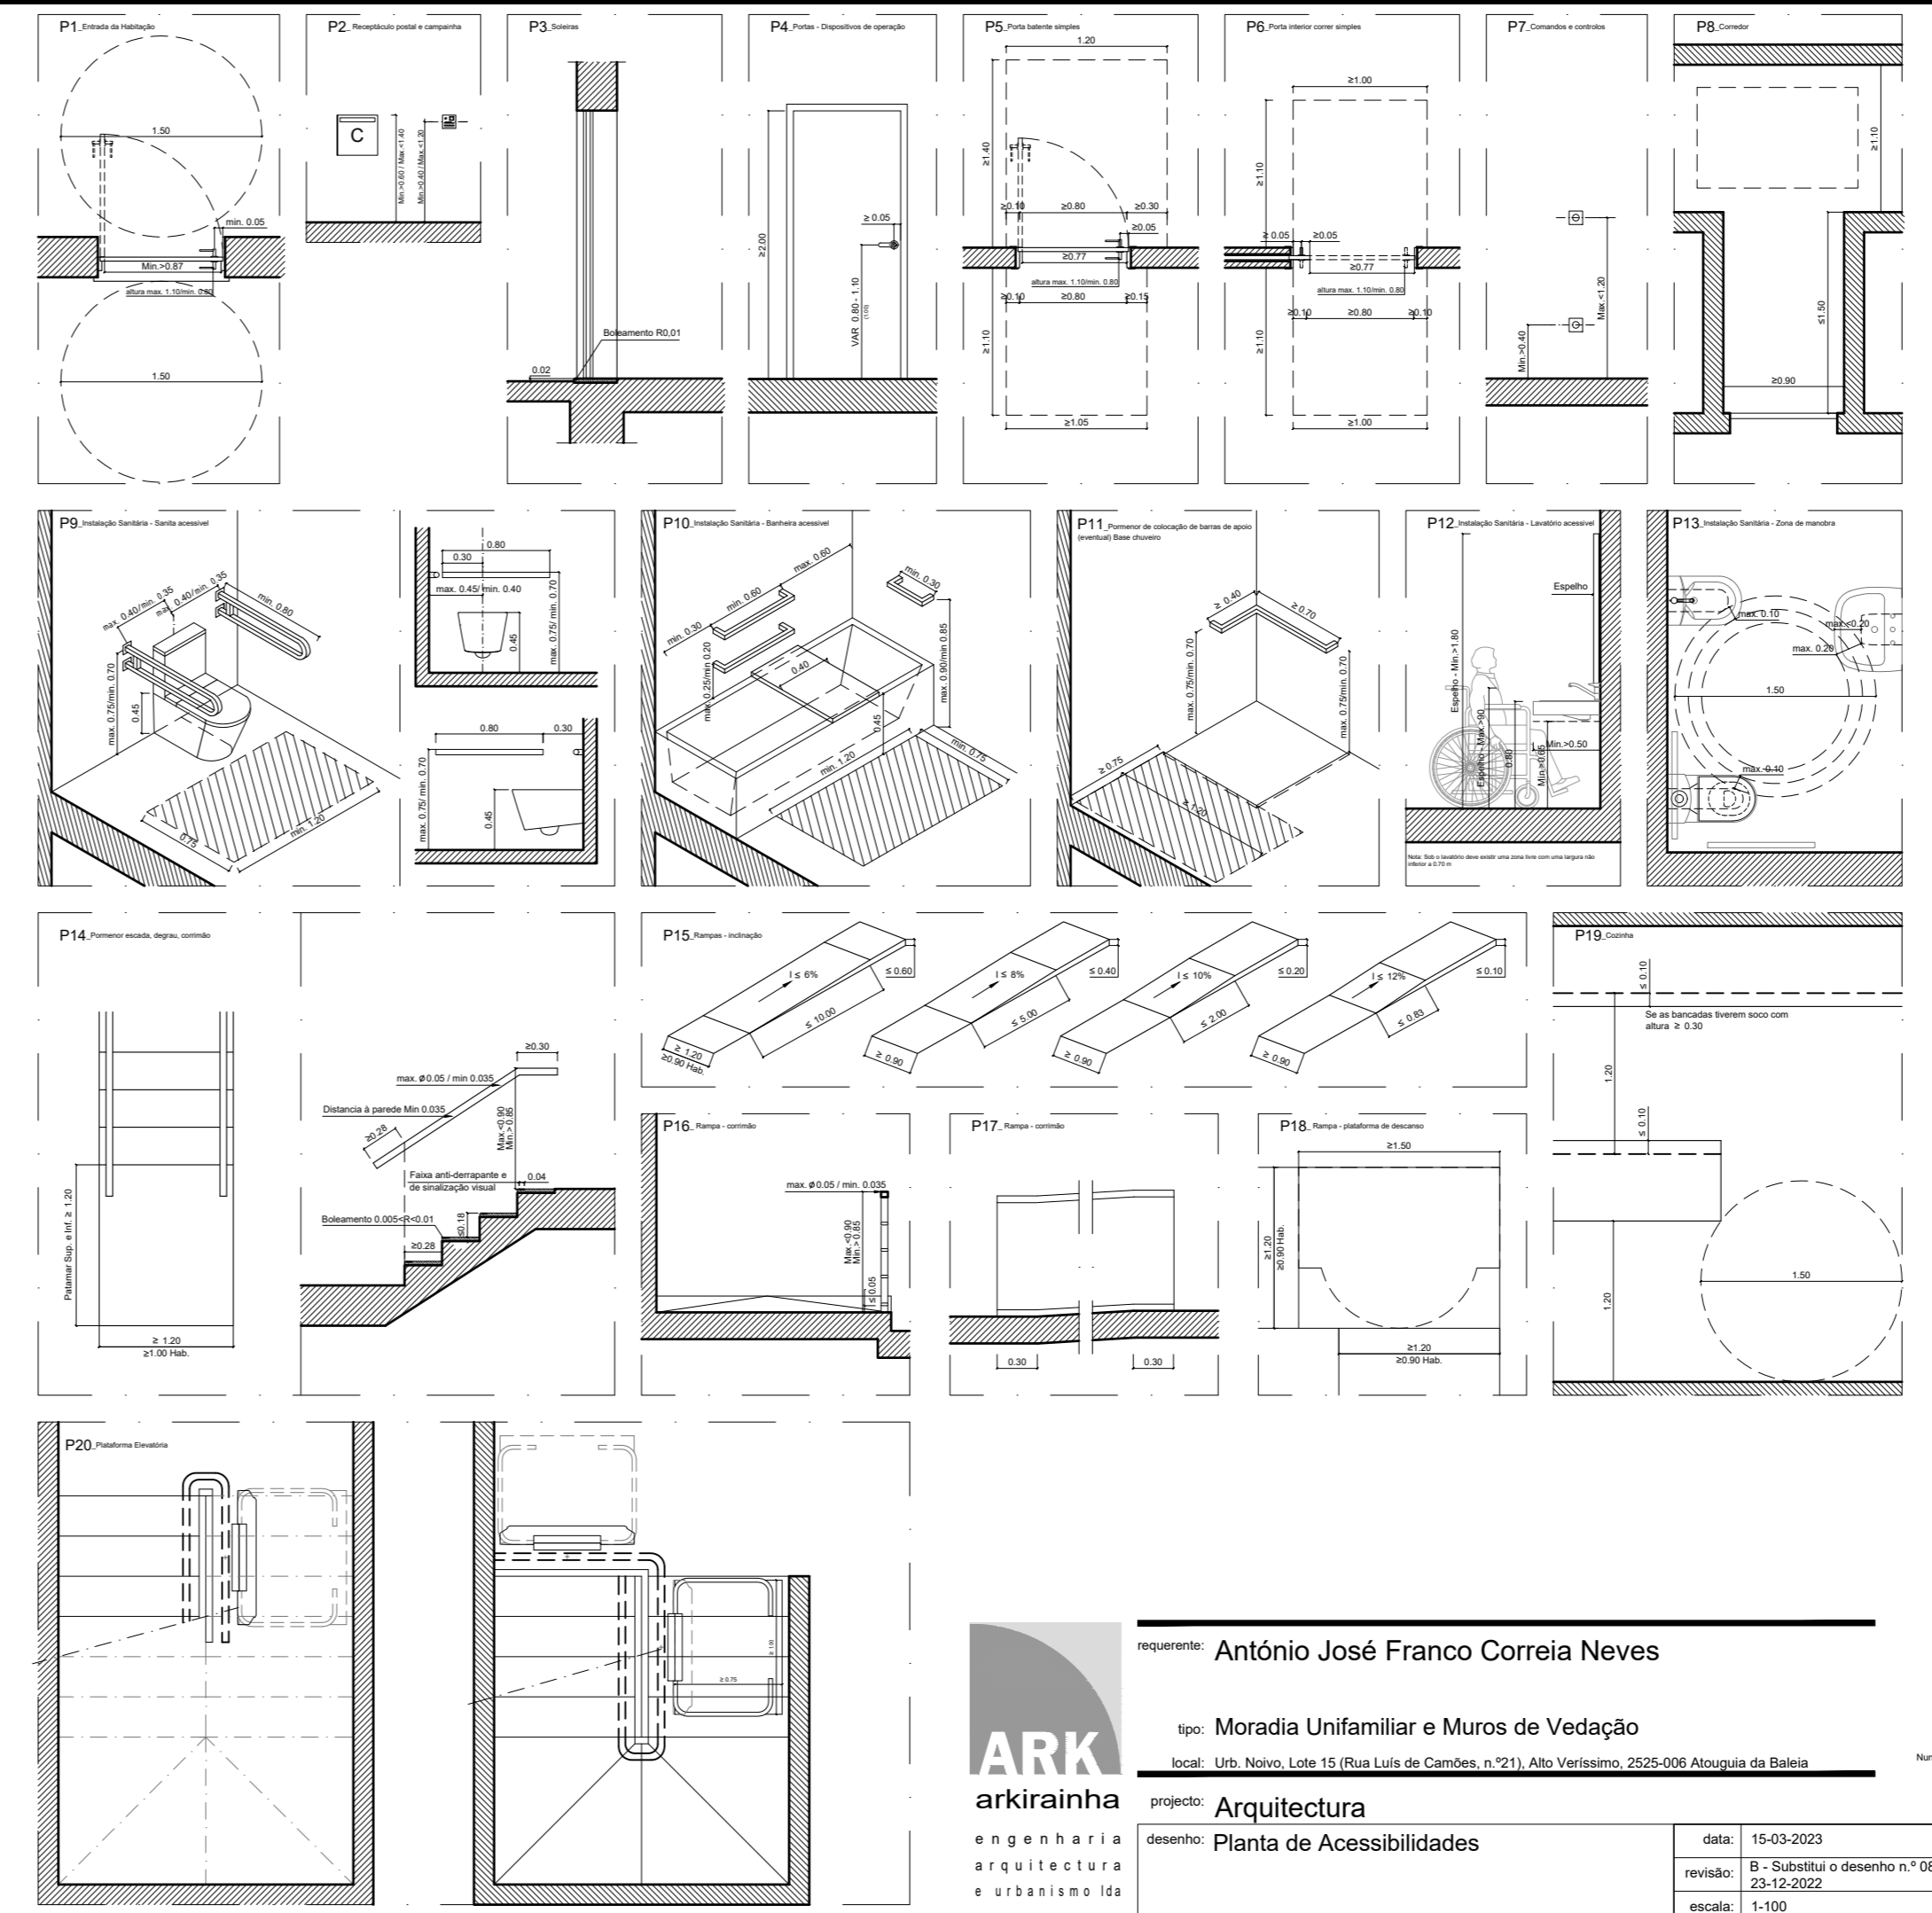 P1_Entrada da Habitação
1.50
min. 0.05
Min.>0.87
altura max. 1.10/min. 0.80
1.50
P2_ Receptáculo postal e campainha
C
Min.>0.60 / Max.<1.40
Min.>0.40 / Max.<1.20
P3_Soleiras
Boleamento R0,01
0.02
P4_Portas - Dispositivos de operação
≥2.00
≥ 0.05
VAR 0.80 - 1.10
(1.00)
P5_Porta batente simples
1.20
≥1.40
≥0.10
≥0.80
≥0.30
≥0.05
≥0.77
altura max. 1.10/min. 0.80
≥0.10
≥0.80
≥0.15
≥1.10
≥1.05
P6_Porta interior correr simples
≥1.00
≥1.10
≥ 0.05
≥0.05
≥0.77
altura max. 1.10/min. 0.80
≥0.10
≥0.80
≥0.10
≥1.10
≥1.00
P7_Comandos e controlos
Max.<1.20
Min.>0.40
P8_Corredor
≥1.10
≤1.50
≥0.90
P9_Instalação Sanitária - Sanita acessivel
max. 0.40/min. 0.35
max. 0.40/min. 0.35
min. 0.80
max. 0.75/min. 0.70
0.45
0.75
min. 1.20
0.80
0.30
max. 0.45/ min. 0.40
0.45
max. 0.75/ min. 0.70
0.80
0.30
max. 0.75/ min. 0.70
0.45
P10_Instalação Sanitária - Banheira acessivel
max. 0.60
min. 0.60
min. 0.30
min. 0.30
max. 0.25/min 0.20
0.40
max. 0.90/min 0.85
0.45
min. 1.20
min. 0.75
P11_Pormenor de colocação de barras de apoio
(eventual) Base chuveiro
≥ 0.40
≥ 0.70
max. 0.75/min. 0.70
max. 0.75/min. 0.70
≥ 0.75
≥ 1.20
P12_Instalação Sanitária - Lavatório acessivel
Espelho
Espelho - Min.>1.80
Espelho - Max.>90
0.80
Min.>0.65
Min.>0.50
Nota: Sob o lavatório deve existir uma zona livre com uma largura não
inferior a 0.70 m
P13_Instalação Sanitária - Zona de manobra
max. 0.10
max.<0.20
max. 0.20
1.50
max. 0.10
P14_Pormenor escada, degrau, corrimão
Patamar Sup. e Inf. ≥ 1.20
≥ 1.20
≥1.00 Hab.
≥0.30
max. Ø0.05 / min 0.035
Distancia à parede Min 0.035
≥0.28
Max.<0.90
Min.> 0.85
Faixa anti-derrapante e
de sinalização visual
0.04
Boleamento 0.005<R<0.01
≤0.18
≥0.28
P15_Rampas - inclinação
I ≤ 6%
≤ 0.60
≤ 10.00
≥ 1.20
≥0.90 Hab.
I ≤ 8%
≤ 0.40
≤ 5.00
≥ 0.90
I ≤ 10%
≤ 0.20
≤ 2.00
≥ 0.90
I ≤ 12%
≤ 0.10
≤ 0.83
≥ 0.90
P16_ Rampa - corrimão
max. Ø0.05 / min. 0.035
Max.<0.90
Min.> 0.85
≤ 0.05
P17_ Rampa - corrimão
0.30
0.30
P18_ Rampa - plataforma de descanso
≥1.50
≥1.20
≥0.90 Hab.
≥1.20
≥0.90 Hab.
P19_Cozinha
≤ 0.10
Se as bancadas tiverem soco com
altura ≥ 0.30
1.20
≤ 0.10
1.50
1.20
P20_Plataforma Elevatória
≥ 1.00
≥ 0.75
ARK
arkirainha
engenharia
arquitectura
e urbanismo lda
requerente: António José Franco Correia Neves
tipo: Moradia Unifamiliar e Muros de Vedação
local: Urb. Noivo, Lote 15 (Rua Luís de Camões, n.º21), Alto Veríssimo, 2525-006 Atouguia da Baleia
projecto: Arquitectura
desenho: Planta de Acessibilidades
data: 15-03-2023
revisão: B - Substitui o desenho n.º 08
23-12-2022
escala: 1-100